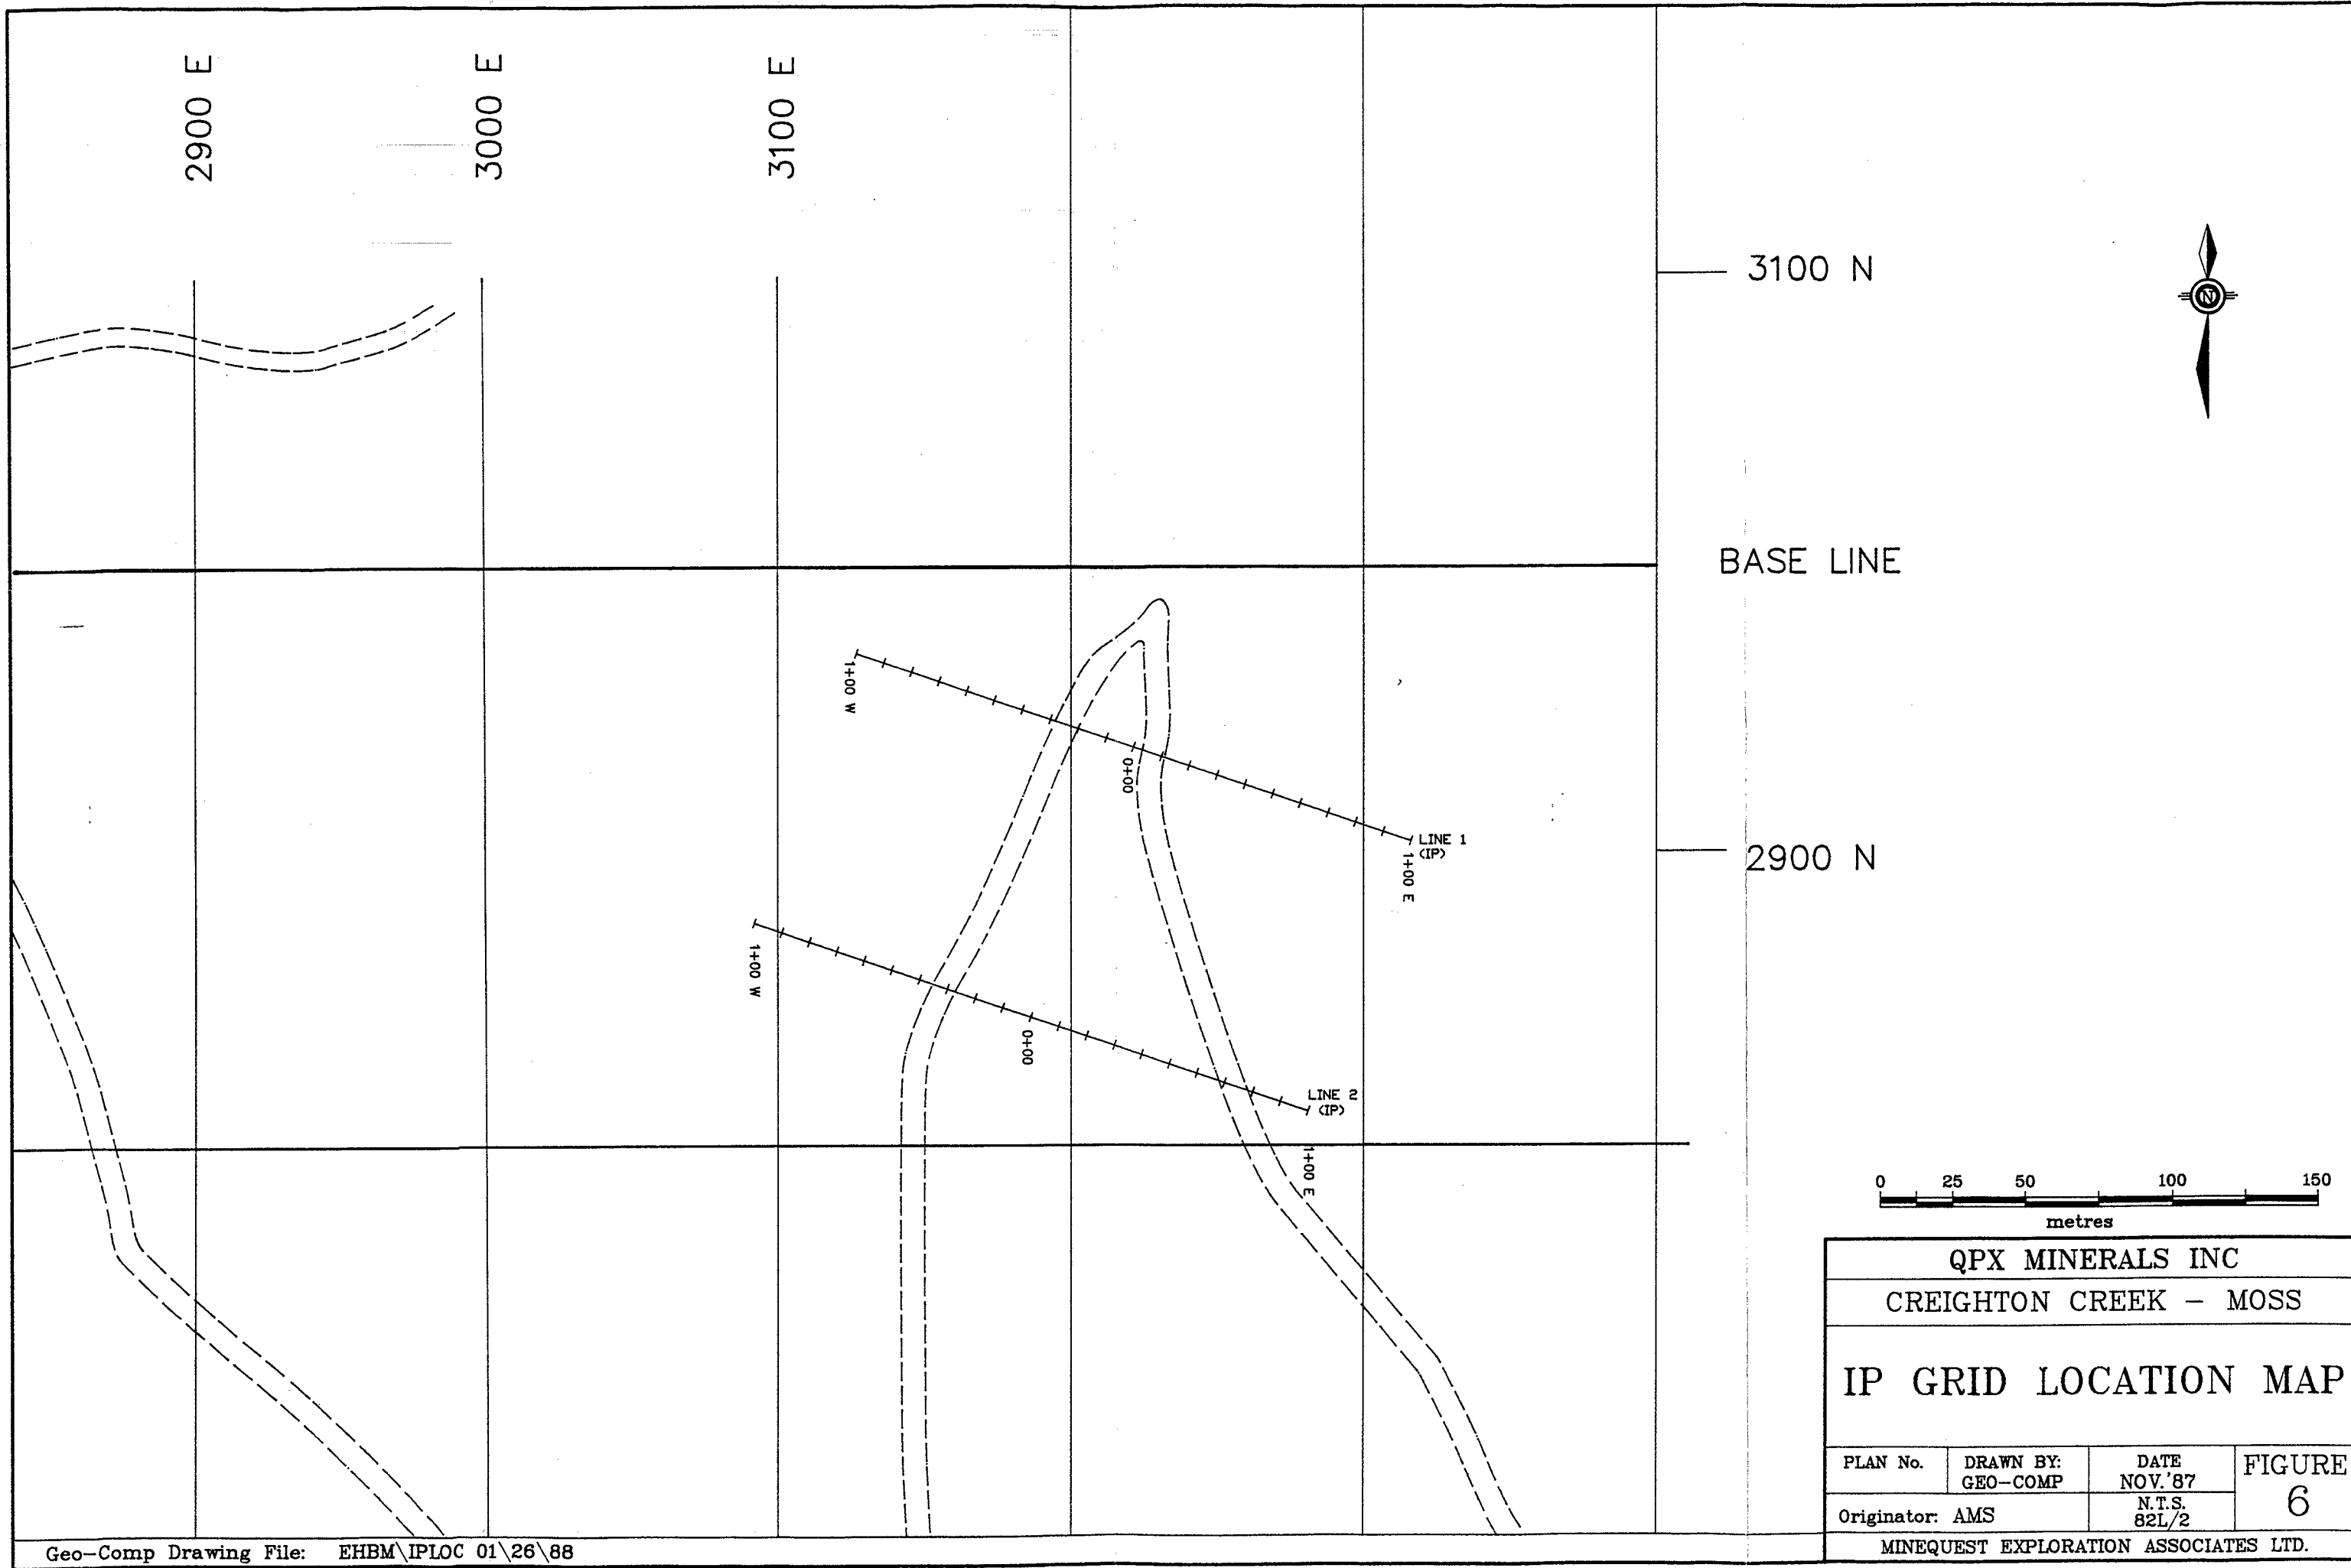 2900 E
3000 E
3100 E
3100 N
N
BASE LINE
1+00 W
0+00
LINE 1
(IP)
1+00 E
2900 N
1+00 W
0+00
LINE 2
(IP)
1+00 E
0 25 50 100 150
metres
QPX MINERALS INC
CREIGHTON CREEK – MOSS
IP GRID LOCATION MAP
PLAN No.
DRAWN BY:
GEO-COMP
DATE
NOV.'87
FIGURE
6
Originator: AMS
N.T.S.
82L/2
MINEQUEST EXPLORATION ASSOCIATES LTD.
Geo-Comp Drawing File: EHBM\IPLOC 01\26\88